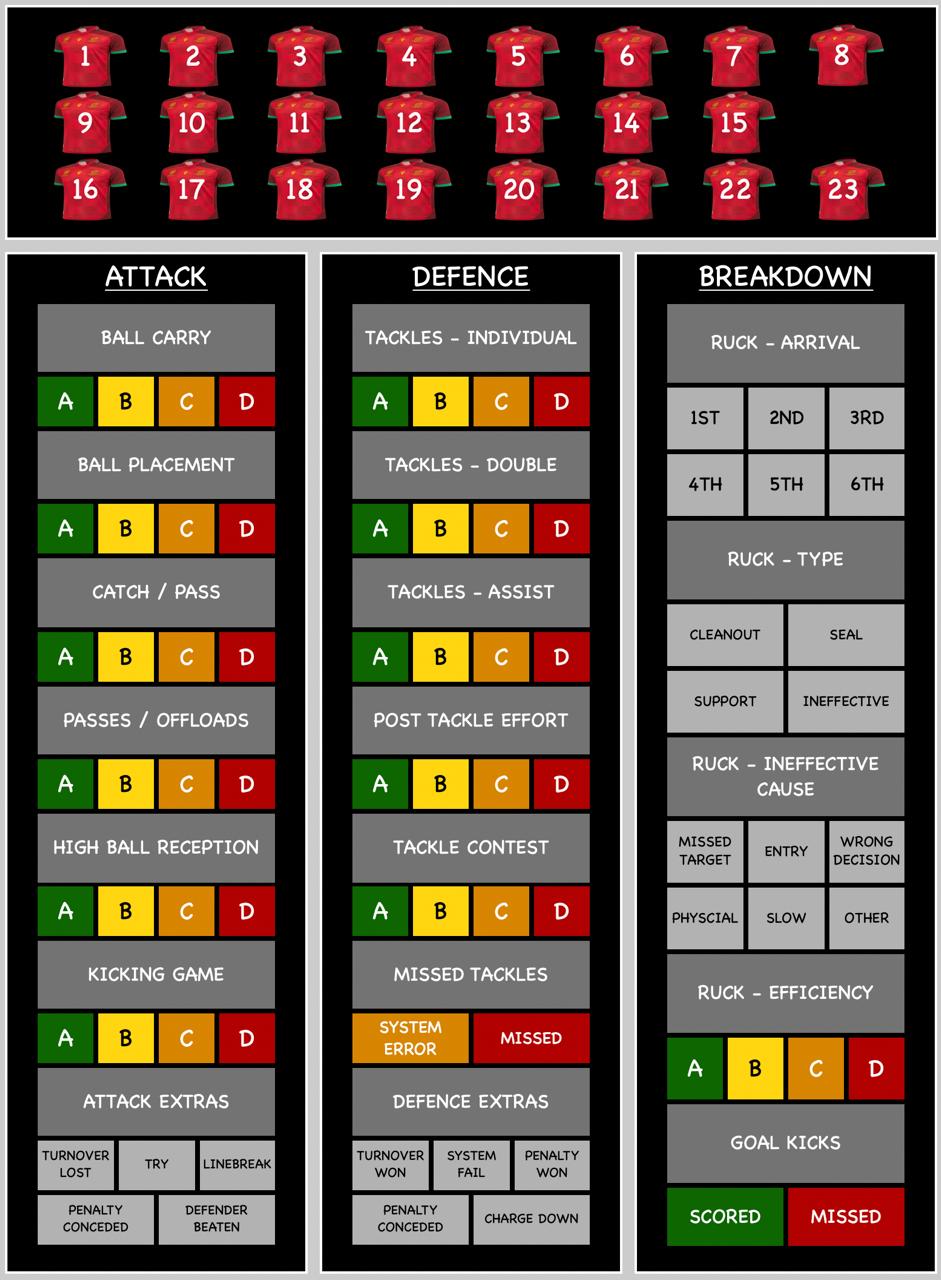 1 2 3 4 5 6 7 8
9 10 11 12 13 14 15
16 17 18 19 20 21 22 23
ATTACK
BALL CARRY
A B C D
BALL PLACEMENT
A B C D
CATCH / PASS
A B C D
PASSES / OFFLOADS
A B C D
HIGH BALL RECEPTION
A B C D
KICKING GAME
A B C D
ATTACK EXTRAS
TURNOVER
LOST
TRY
LINEBREAK
PENALTY
CONCEDED
DEFENDER
BEATEN
DEFENCE
TACKLES - INDIVIDUAL
A B C D
TACKLES - DOUBLE
A B C D
TACKLES - ASSIST
A B C D
POST TACKLE EFFORT
A B C D
TACKLE CONTEST
A B C D
MISSED TACKLES
SYSTEM
ERROR
MISSED
DEFENCE EXTRAS
TURNOVER
WON
SYSTEM
FAIL
PENALTY
WON
PENALTY
CONCEDED
CHARGE DOWN
BREAKDOWN
RUCK - ARRIVAL
1ST 2ND 3RD
4TH 5TH 6TH
RUCK - TYPE
CLEANOUT SEAL
SUPPORT INEFFECTIVE
RUCK - INEFFECTIVE
CAUSE
MISSED
TARGET
ENTRY
WRONG
DECISION
PHYSCIAL SLOW OTHER
RUCK - EFFICIENCY
A B C D
GOAL KICKS
SCORED MISSED